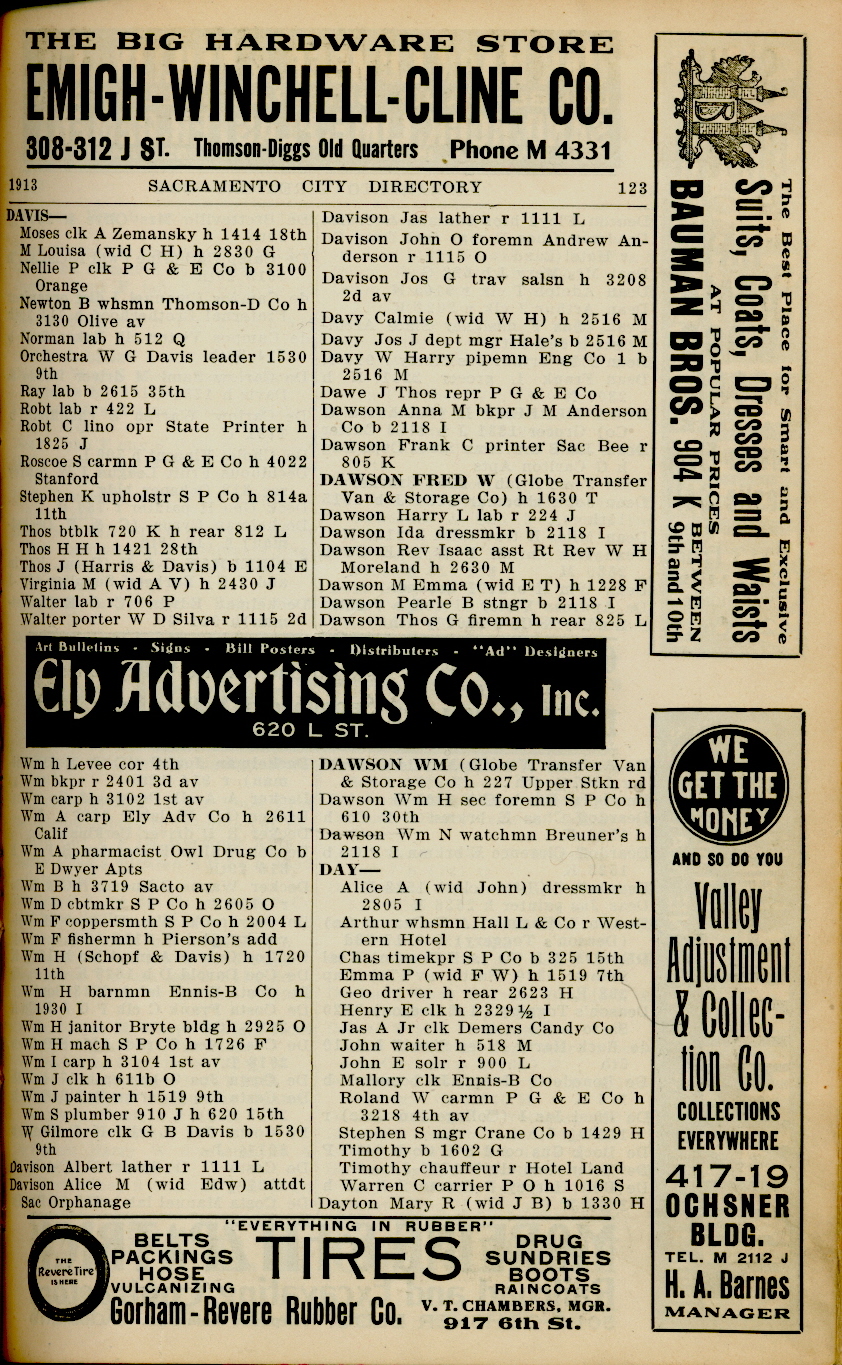 THE BIG HARDWARE STORE
EMIGH-WINCHELL-CLINE CO.
308-312 J ST. Thomson-Diggs Old Quarters Phone M 4331
1913 SACRAMENTO CITY DIRECTORY 123
DAVIS—
Moses clk A Zemansky h 1414 18th
M Louisa (wid C H) h 2830 G
Nellie P clk P G & E Co b 3100
Orange
Newton B whsmn Thomson-D Co h
3130 Olive av
Norman lab h 512 Q
Orchestra W G Davis leader 1530
9th
Ray lab b 2615 35th
Robt lab r 422 L
Robt C lino opr State Printer h
1825 J
Roscoe S carmn P G & E Co h 4022
Stanford
Stephen K upholstr S P Co h 814a
11th
Thos btblk 720 K h rear 812 L
Thos H H h 1421 28th
Thos J (Harris & Davis) b 1104 E
Virginia M (wid A V) h 2430 J
Walter lab r 706 P
Walter porter W D Silva r 1115 2d
Davison Jas lather r 1111 L
Davison John O foremn Andrew An-
derson r 1115 O
Davison Jos G trav salsn h 3208
2d av
Davy Calmie (wid W H) h 2516 M
Davy Jos J dept mgr Hale's b 2516 M
Davy W Harry pipemn Eng Co 1 b
2516 M
Dawe J Thos repr P G & E Co
Dawson Anna M bkpr J M Anderson
Co b 2118 I
Dawson Frank C printer Sac Bee r
805 K
DAWSON FRED W (Globe Transfer
Van & Storage Co) h 1630 T
Dawson Harry L lab r 224 J
Dawson Ida dressmkr b 2118 I
Dawson Rev Isaac asst Rt Rev W H
Moreland h 2630 M
Dawson M Emma (wid E T) h 1228 F
Dawson Pearle B stngr b 2118 I
Dawson Thos G firemn h rear 825 L
Art Bulletins - Signs - Bill Posters - Distributers - "Ad" Designers
Ely Advertising Co., Inc.
620 L ST.
Wm h Levee cor 4th
Wm bkpr r 2401 3d av
Wm carp h 3102 1st av
Wm A carp Ely Adv Co h 2611
Calif
Wm A pharmacist Owl Drug Co b
E Dwyer Apts
Wm B h 3719 Sacto av
Wm D cbtmkr S P Co h 2605 O
Wm F coppersmth S P Co h 2004 L
Wm F fishermn h Pierson's add
Wm H (Schopf & Davis) h 1720
11th
Wm H barnmn Ennis-B Co h
1930 I
Wm H janitor Bryte bldg h 2925 O
Wm H mach S P Co h 1726 F
Wm I carp h 3104 1st av
Wm J clk h 611b O
Wm J painter h 1519 9th
Wm S plumber 910 J h 620 15th
W Gilmore clk G B Davis b 1530
9th
Davison Albert lather r 1111 L
Davison Alice M (wid Edw) attdt
Sac Orphanage
DAWSON WM (Globe Transfer Van
& Storage Co h 227 Upper Stkn rd
Dawson Wm H sec foremn S P Co h
610 30th
Dawson Wm N watchmn Breuner's h
2118 I
DAY—
Alice A (wid John) dressmkr h
2805 I
Arthur whsmn Hall L & Co r West-
ern Hotel
Chas timekpr S P Co b 325 15th
Emma P (wid F W) h 1519 7th
Geo driver h rear 2623 H
Henry E clk h 2329½ I
Jas A Jr clk Demers Candy Co
John waiter h 518 M
John E solr r 900 L
Mallory clk Ennis-B Co
Roland W carmn P G & E Co h
3218 4th av
Stephen S mgr Crane Co b 1429 H
Timothy b 1602 G
Timothy chauffeur r Hotel Land
Warren C carrier P O h 1016 S
Dayton Mary R (wid J B) b 1330 H
"EVERYTHING IN RUBBER"
THE
Revere Tire
IS HERE
BELTS
PACKINGS
HOSE
VULCANIZING
TIRES
DRUG
SUNDRIES
BOOTS
RAINCOATS
Gorham-Revere Rubber Co.
V. T. CHAMBERS, MGR.
917 6th St.
B
The Best Place for Smart and Exclusive
Suits, Coats, Dresses and Waists
AT POPULAR PRICES
BAUMAN BROS. 904 K BETWEEN
9th and 10th
WE
GET THE
MONEY
AND SO DO YOU
Valley
Adjustment
& Collec-
tion Co.
COLLECTIONS
EVERYWHERE
417-19
OCHSNER
BLDG.
TEL. M 2112 J
H. A. Barnes
MANAGER